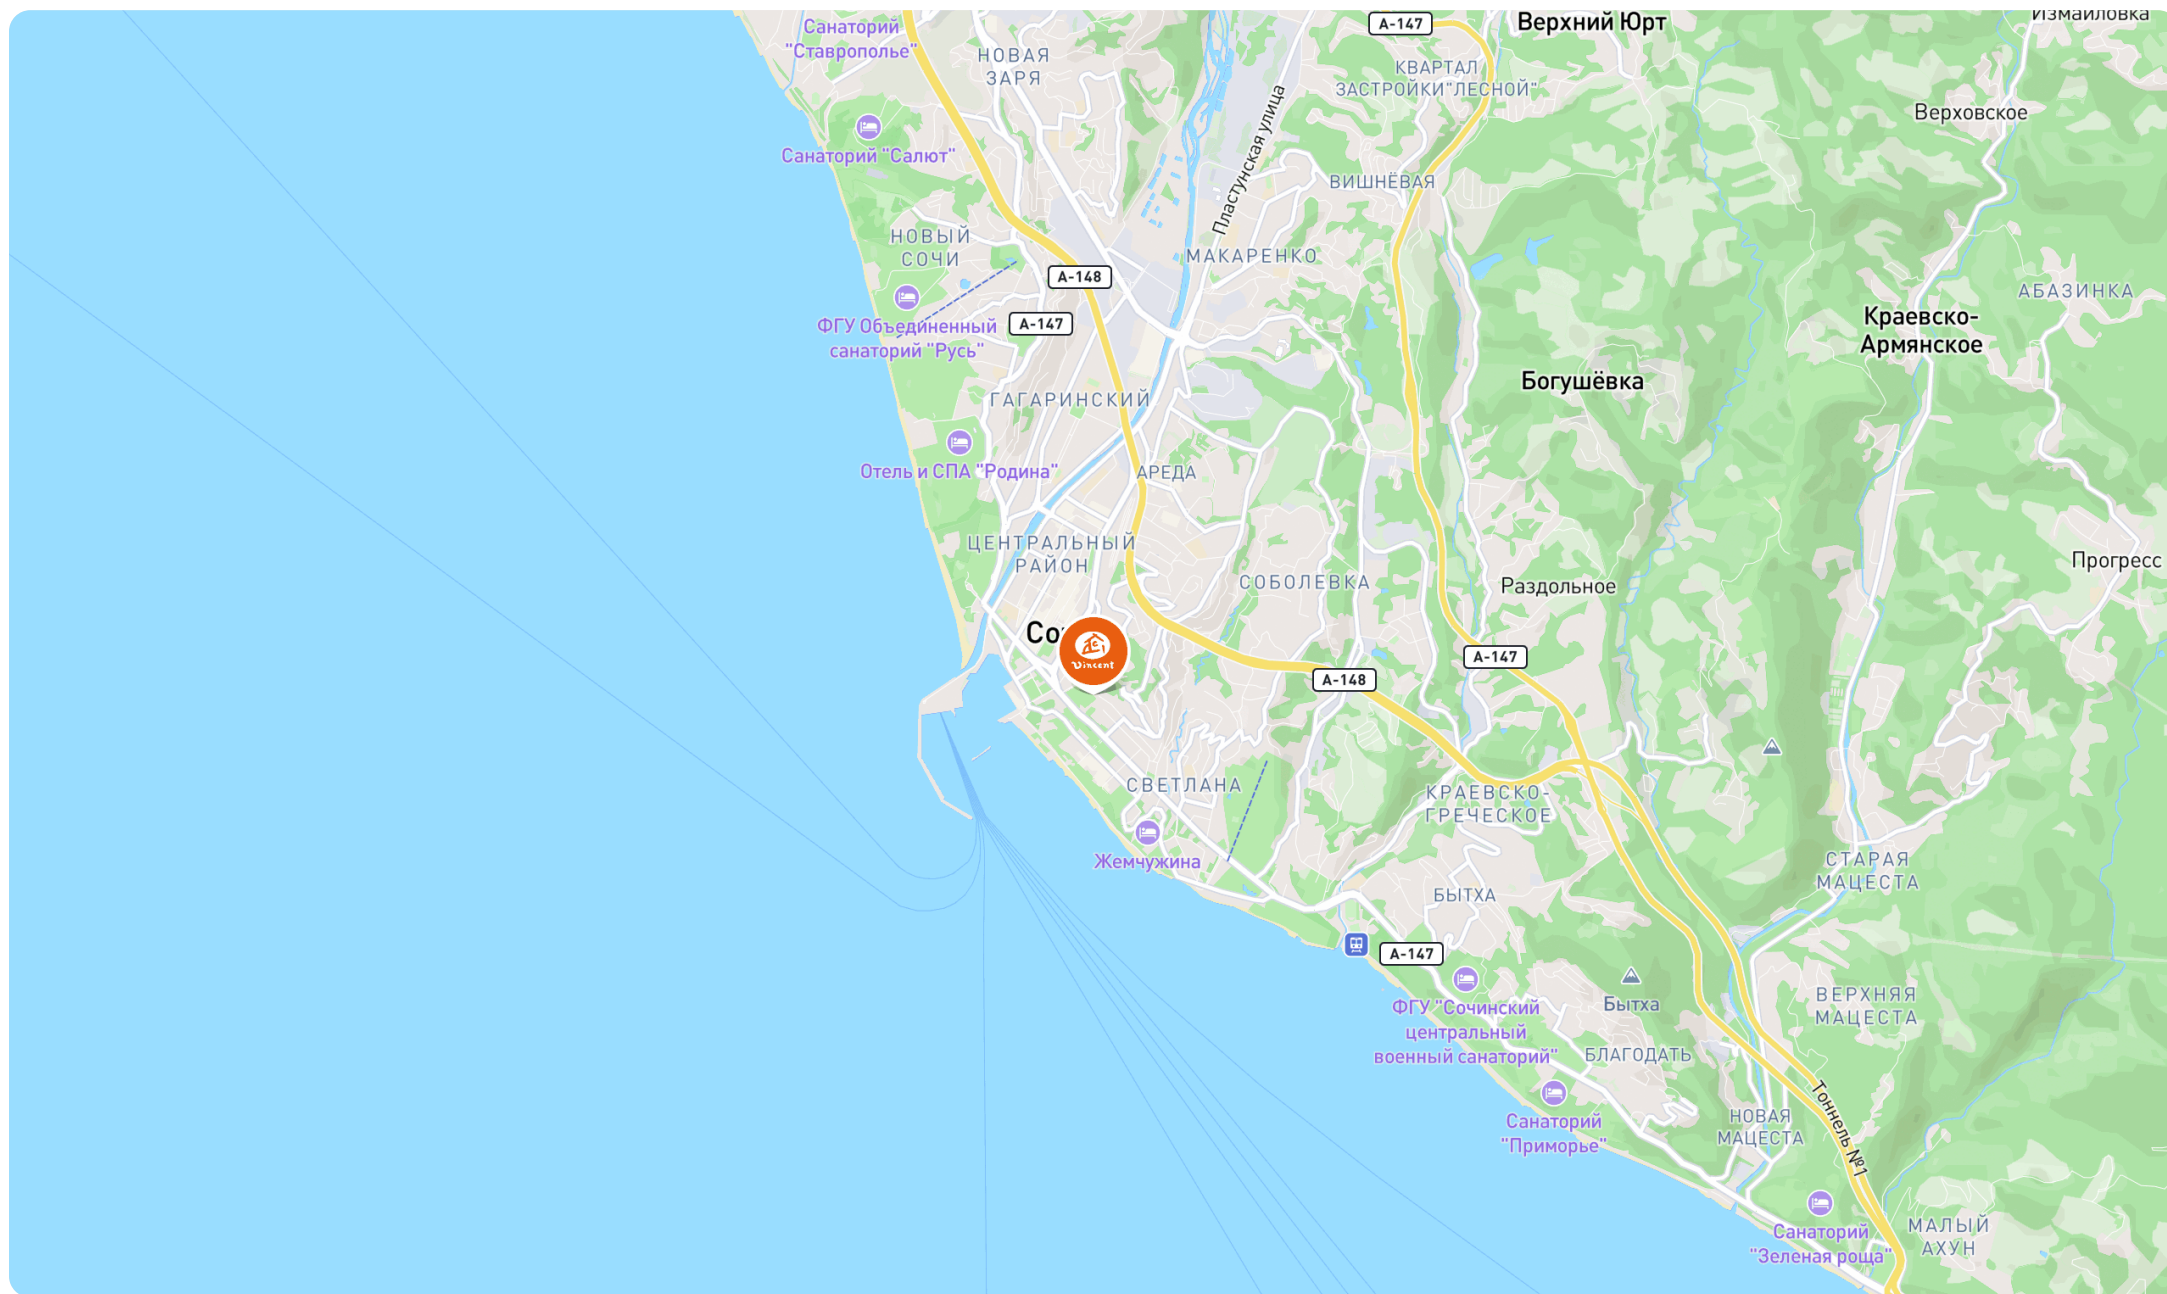 Санаторий
"Ставрополье"
НОВАЯ
ЗАРЯ
А-147
Верхний Юрт
Измайловка
КВАРТАЛ
ЗАСТРОЙКИ"ЛЕСНОЙ"
Верховское
Санаторий "Салют"
Пластунская улица
ВИШНЁВАЯ
НОВЫЙ
СОЧИ
МАКАРЕНКО
А-148
АБАЗИНКА
ФГУ Объединенный
санаторий "Русь"
А-147
Краевско-
Армянское
Богушёвка
ГАГАРИНСКИЙ
Отель и СПА "Родина"
АРЕДА
ЦЕНТРАЛЬНЫЙ
РАЙОН
СОБОЛЕВКА
Раздольное
Прогресс
Со
Vincent
А-147
А-148
СВЕТЛАНА
КРАЕВСКО-
ГРЕЧЕСКОЕ
Жемчужина
СТАРАЯ
МАЦЕСТА
БЫТХА
А-147
ФГУ "Сочинский
центральный
военный санаторий"
Бытха
ВЕРХНЯЯ
МАЦЕСТА
БЛАГОДАТЬ
Санаторий
"Приморье"
НОВАЯ
МАЦЕСТА
Тоннель №1
Санаторий
"Зеленая роща"
МАЛЫЙ
АХУН